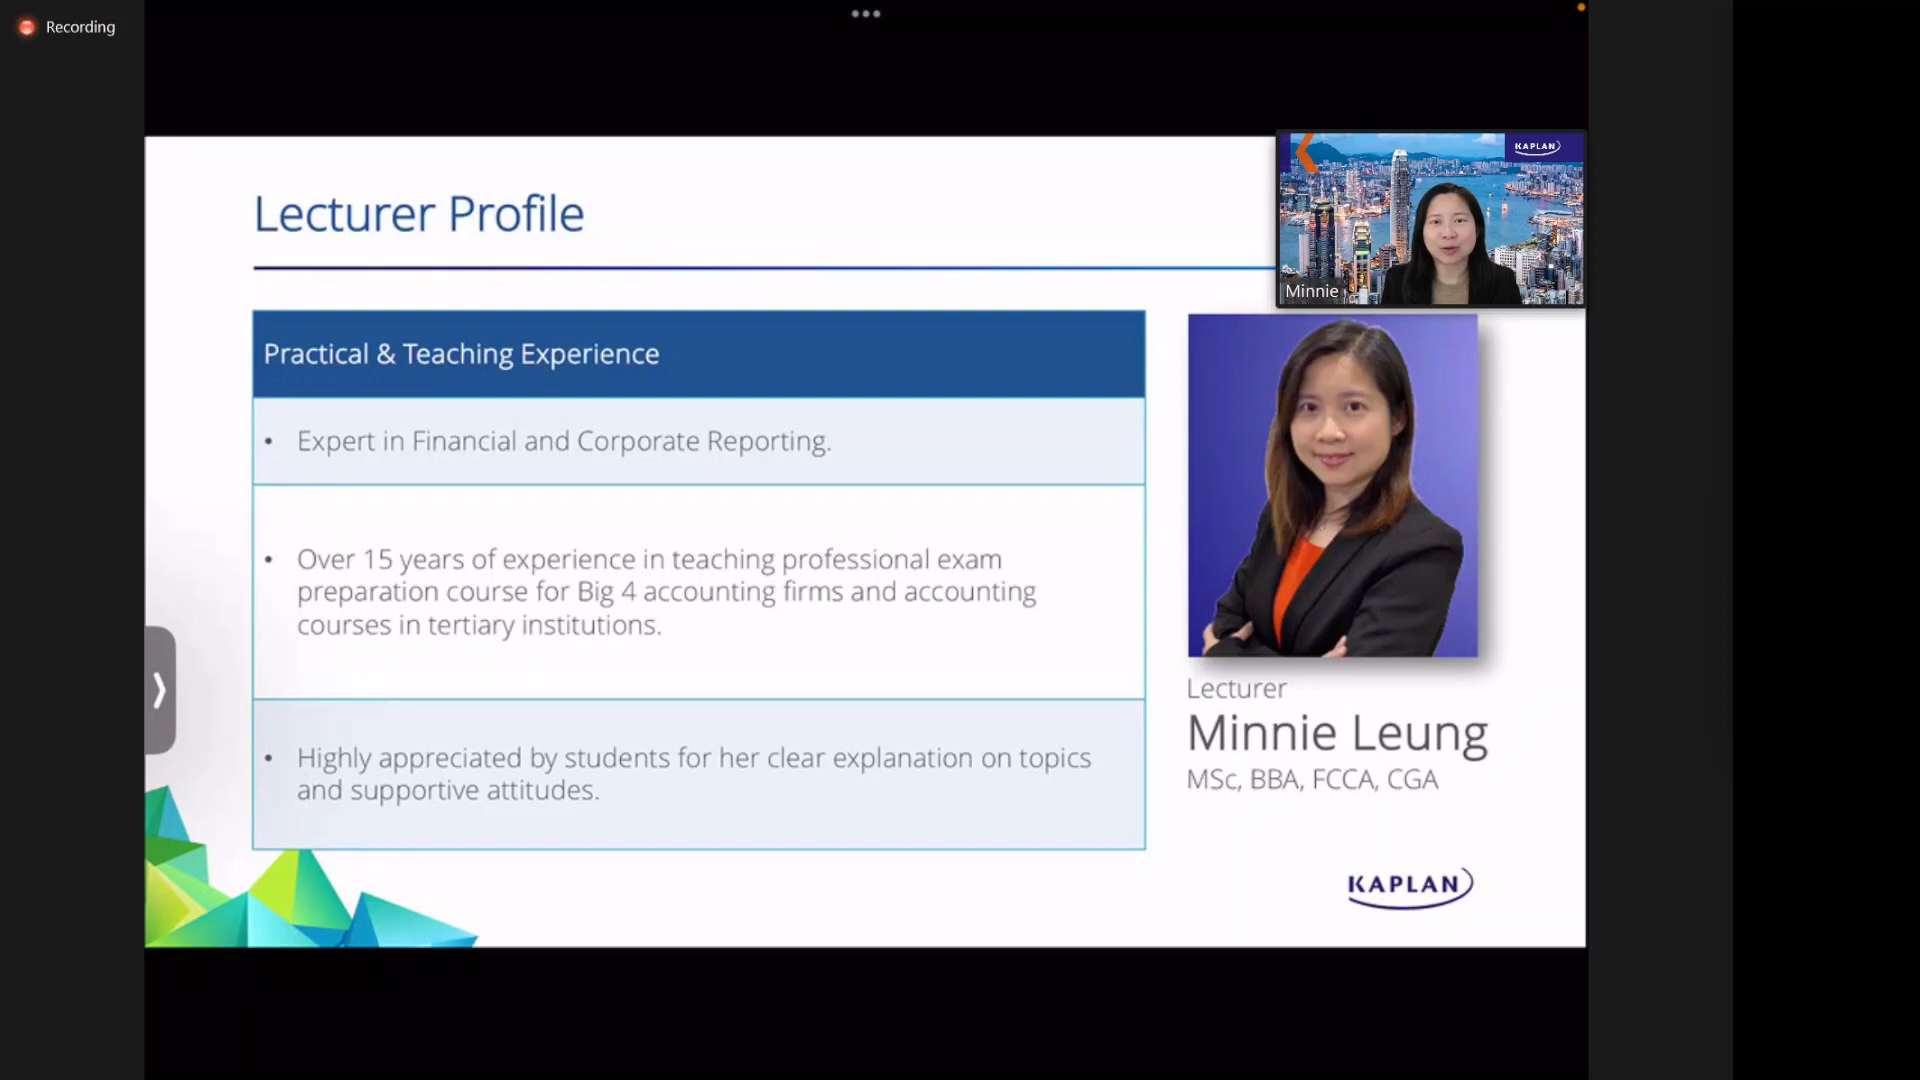 Recording
Lecturer Profile
KAPLAN
Minnie
Practical & Teaching Experience
• Expert in Financial and Corporate Reporting.
• Over 15 years of experience in teaching professional exam
preparation course for Big 4 accounting firms and accounting
courses in tertiary institutions.
• Highly appreciated by students for her clear explanation on topics
and supportive attitudes.
Lecturer
Minnie Leung
MSc, BBA, FCCA, CGA
KAPLAN